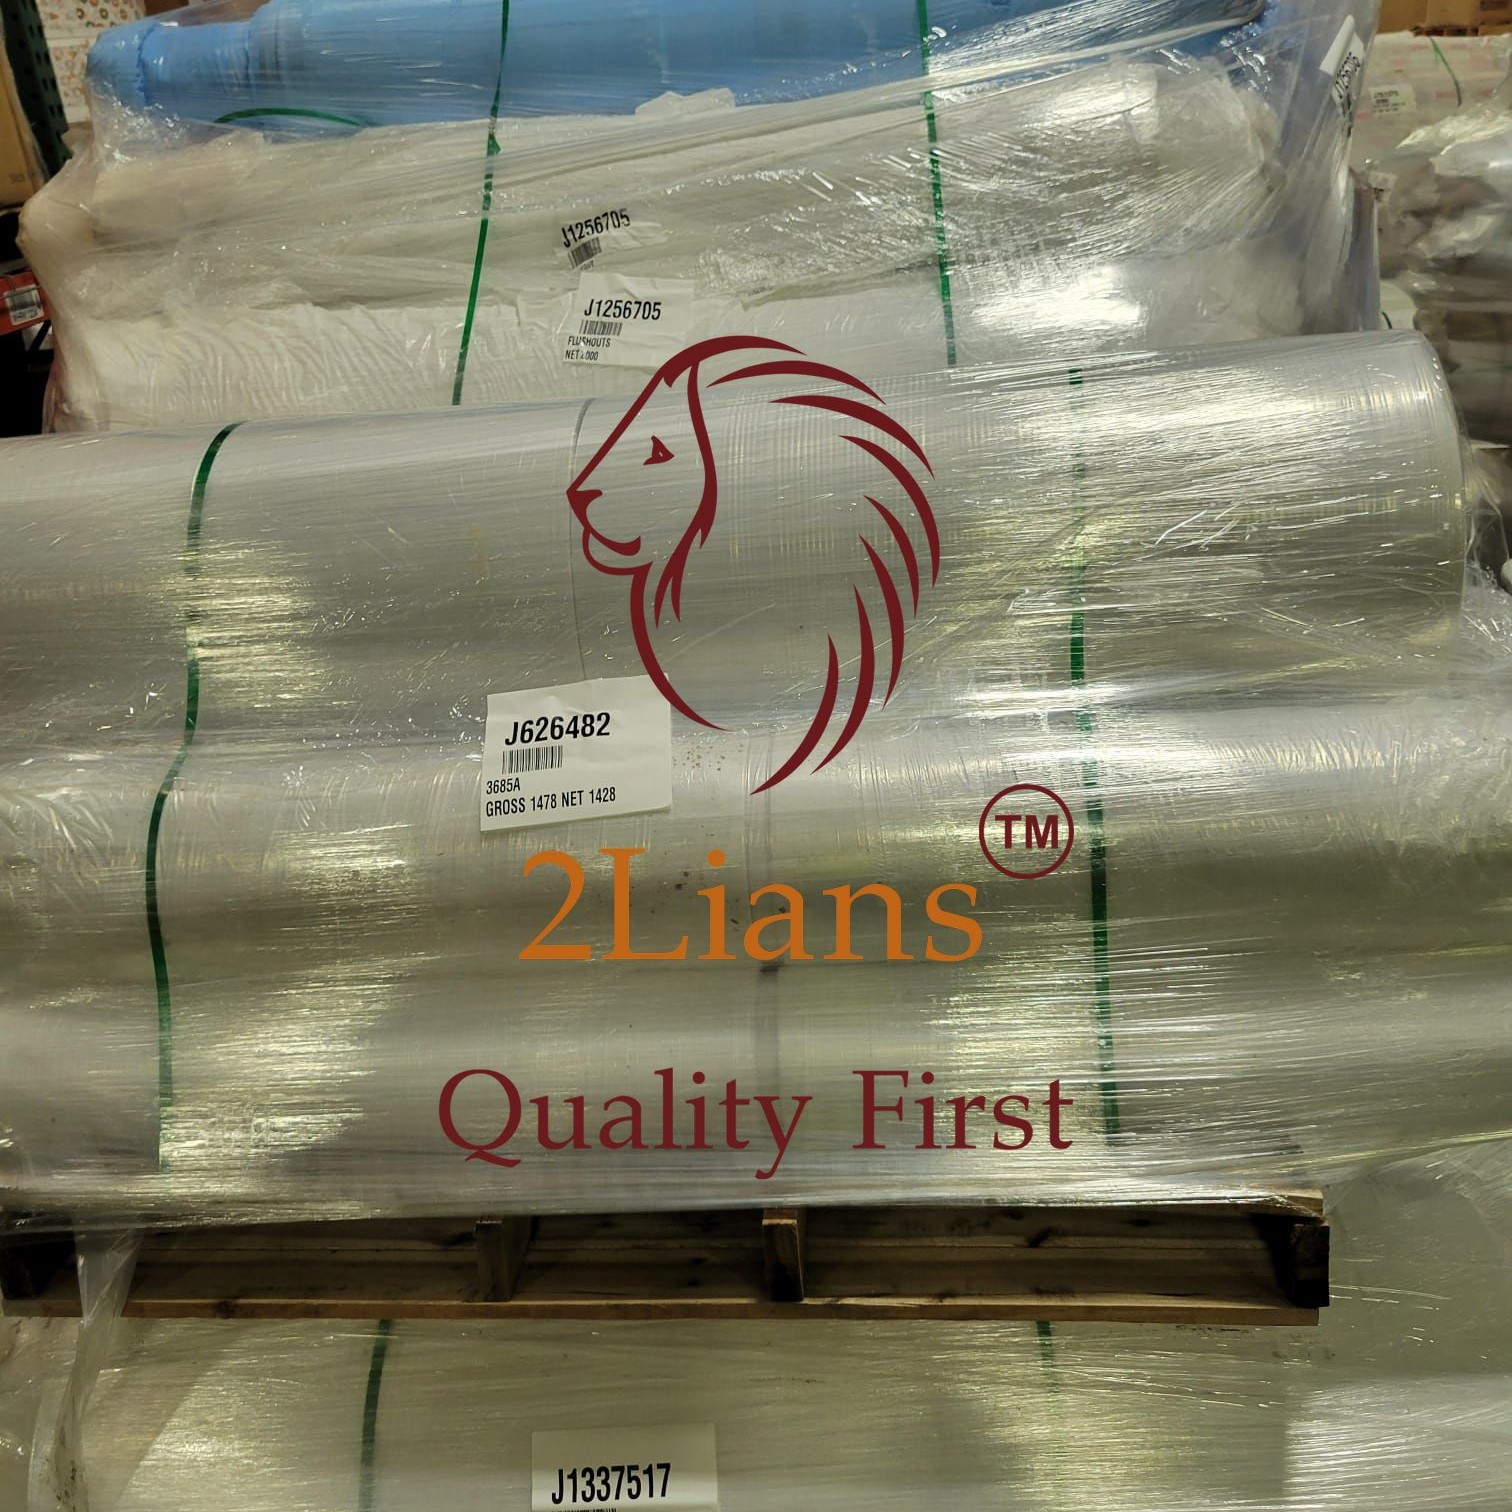 J1256705
J1256705
FLUSHOUTS
J626482
3685A
GROSS 1478 NET 1428
TM
2Lians
Quality First
J1337517